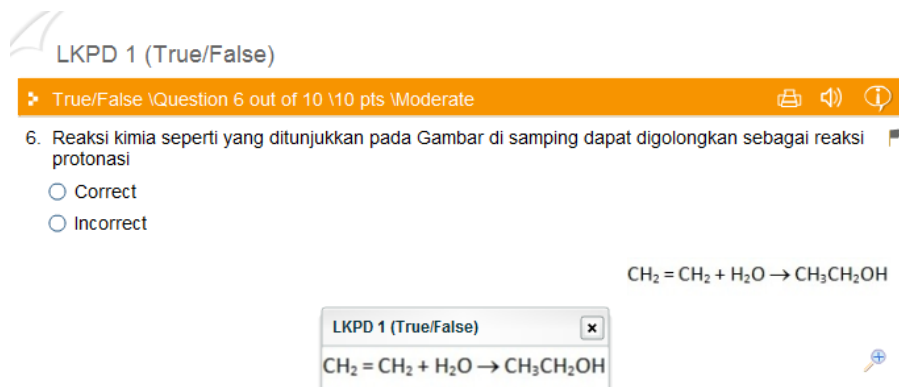 LKPD 1 (True/False)
True/False \Question 6 out of 10 \10 pts \Moderate
6. Reaksi kimia seperti yang ditunjukkan pada Gambar di samping dapat digolongkan sebagai reaksi
protonasi
Correct
Incorrect
CH₂ = CH₂ + H₂O → CH₃CH₂OH
LKPD 1 (True/False)
CH₂ = CH₂ + H₂O → CH₃CH₂OH